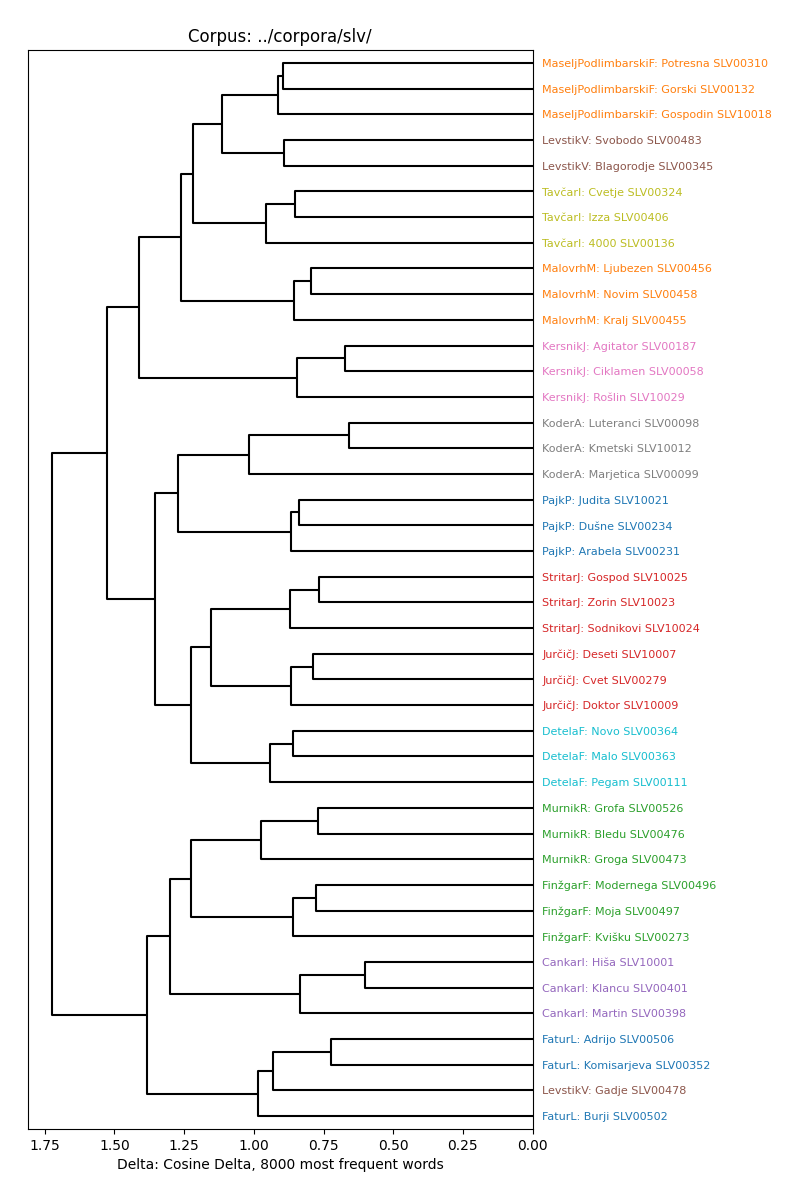 Corpus: ../corpora/slv/
MaseljPodlimbarskiF: Potresna SLV00310
MaseljPodlimbarskiF: Gorski SLV00132
MaseljPodlimbarskiF: Gospodin SLV10018
LevstikV: Svobodo SLV00483
LevstikV: Blagorodje SLV00345
TavčarI: Cvetje SLV00324
TavčarI: Izza SLV00406
TavčarI: 4000 SLV00136
MalovrhM: Ljubezen SLV00456
MalovrhM: Novim SLV00458
MalovrhM: Kralj SLV00455
KersnikJ: Agitator SLV00187
KersnikJ: Ciklamen SLV00058
KersnikJ: Rošlin SLV10029
KoderA: Luteranci SLV00098
KoderA: Kmetski SLV10012
KoderA: Marjetica SLV00099
PajkP: Judita SLV10021
PajkP: Dušne SLV00234
PajkP: Arabela SLV00231
StritarJ: Gospod SLV10025
StritarJ: Zorin SLV10023
StritarJ: Sodnikovi SLV10024
JurčičJ: Deseti SLV10007
JurčičJ: Cvet SLV00279
JurčičJ: Doktor SLV10009
DetelaF: Novo SLV00364
DetelaF: Malo SLV00363
DetelaF: Pegam SLV00111
MurnikR: Grofa SLV00526
MurnikR: Bledu SLV00476
MurnikR: Groga SLV00473
FinžgarF: Modernega SLV00496
FinžgarF: Moja SLV00497
FinžgarF: Kvišku SLV00273
CankarI: Hiša SLV10001
CankarI: Klancu SLV00401
CankarI: Martin SLV00398
FaturL: Adrijo SLV00506
FaturL: Komisarjeva SLV00352
LevstikV: Gadje SLV00478
FaturL: Burji SLV00502
1.75 1.50 1.25 1.00 0.75 0.50 0.25 0.00
Delta: Cosine Delta, 8000 most frequent words